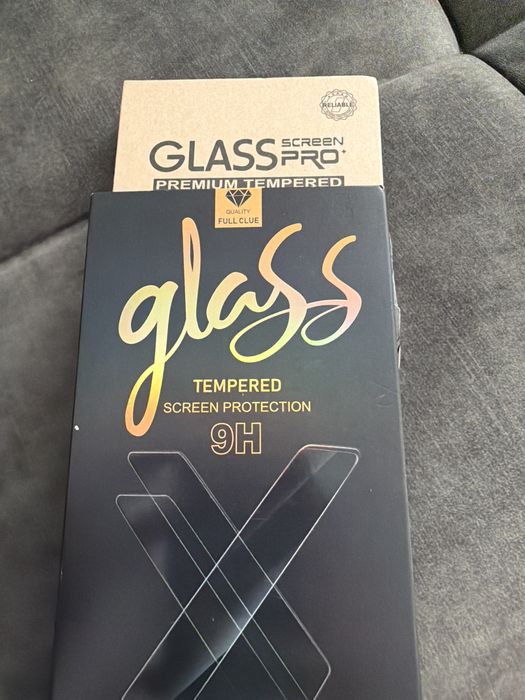 RELIABLE
GLASS SCREEN PRO+
PREMIUM TEMPERED
QUALITY
FULL CLUE
glass
TEMPERED
SCREEN PROTECTION
9H